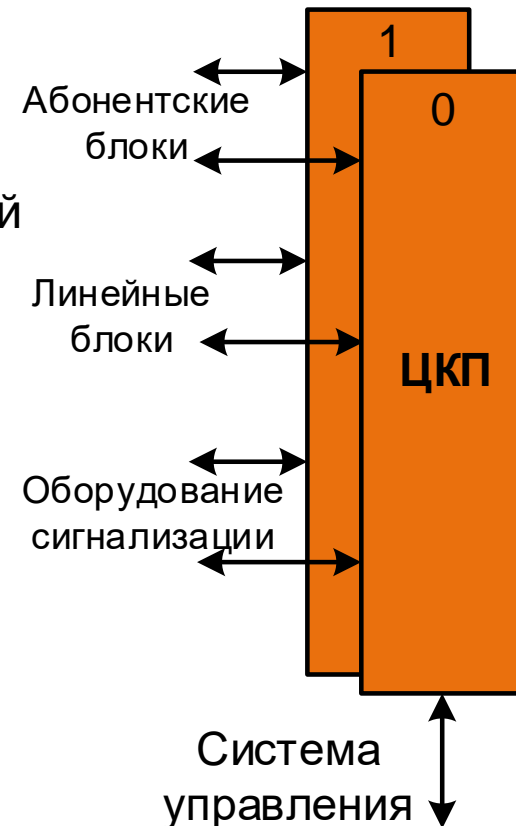 1
0
Абонентские
блоки
й
Линейные
блоки
ЦКП
Оборудование
сигнализации
Система
управления